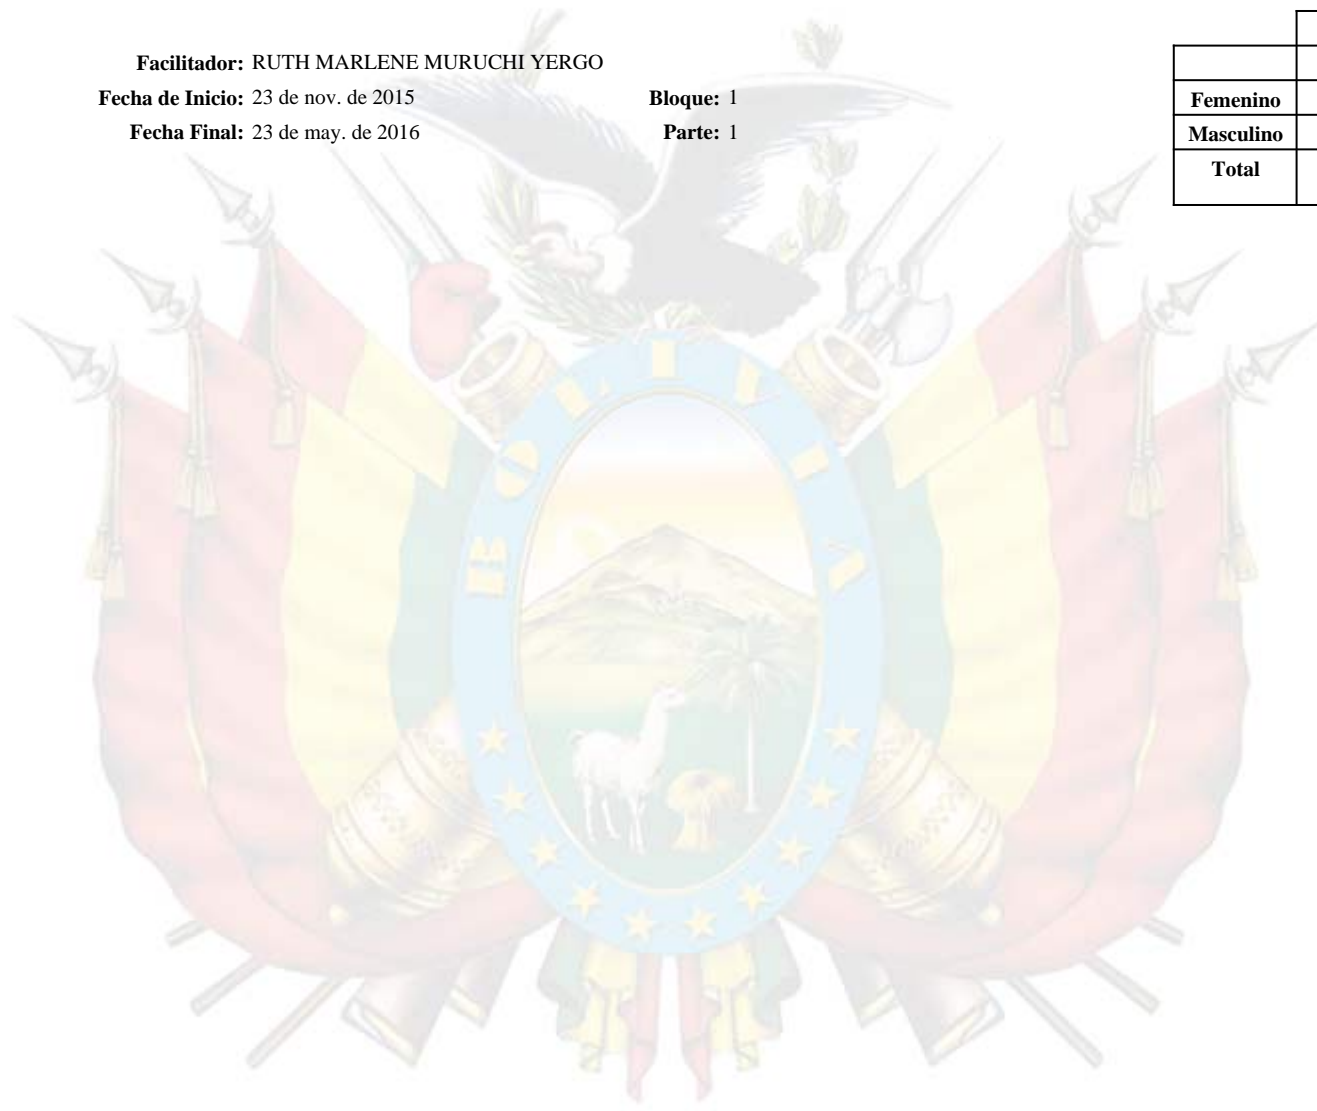 Facilitador: RUTH MARLENE MURUCHI YERGO
Fecha de Inicio: 23 de nov. de 2015 Bloque: 1
Fecha Final: 23 de may. de 2016 Parte: 1
Femenino
Masculino
Total
BOLIVIA